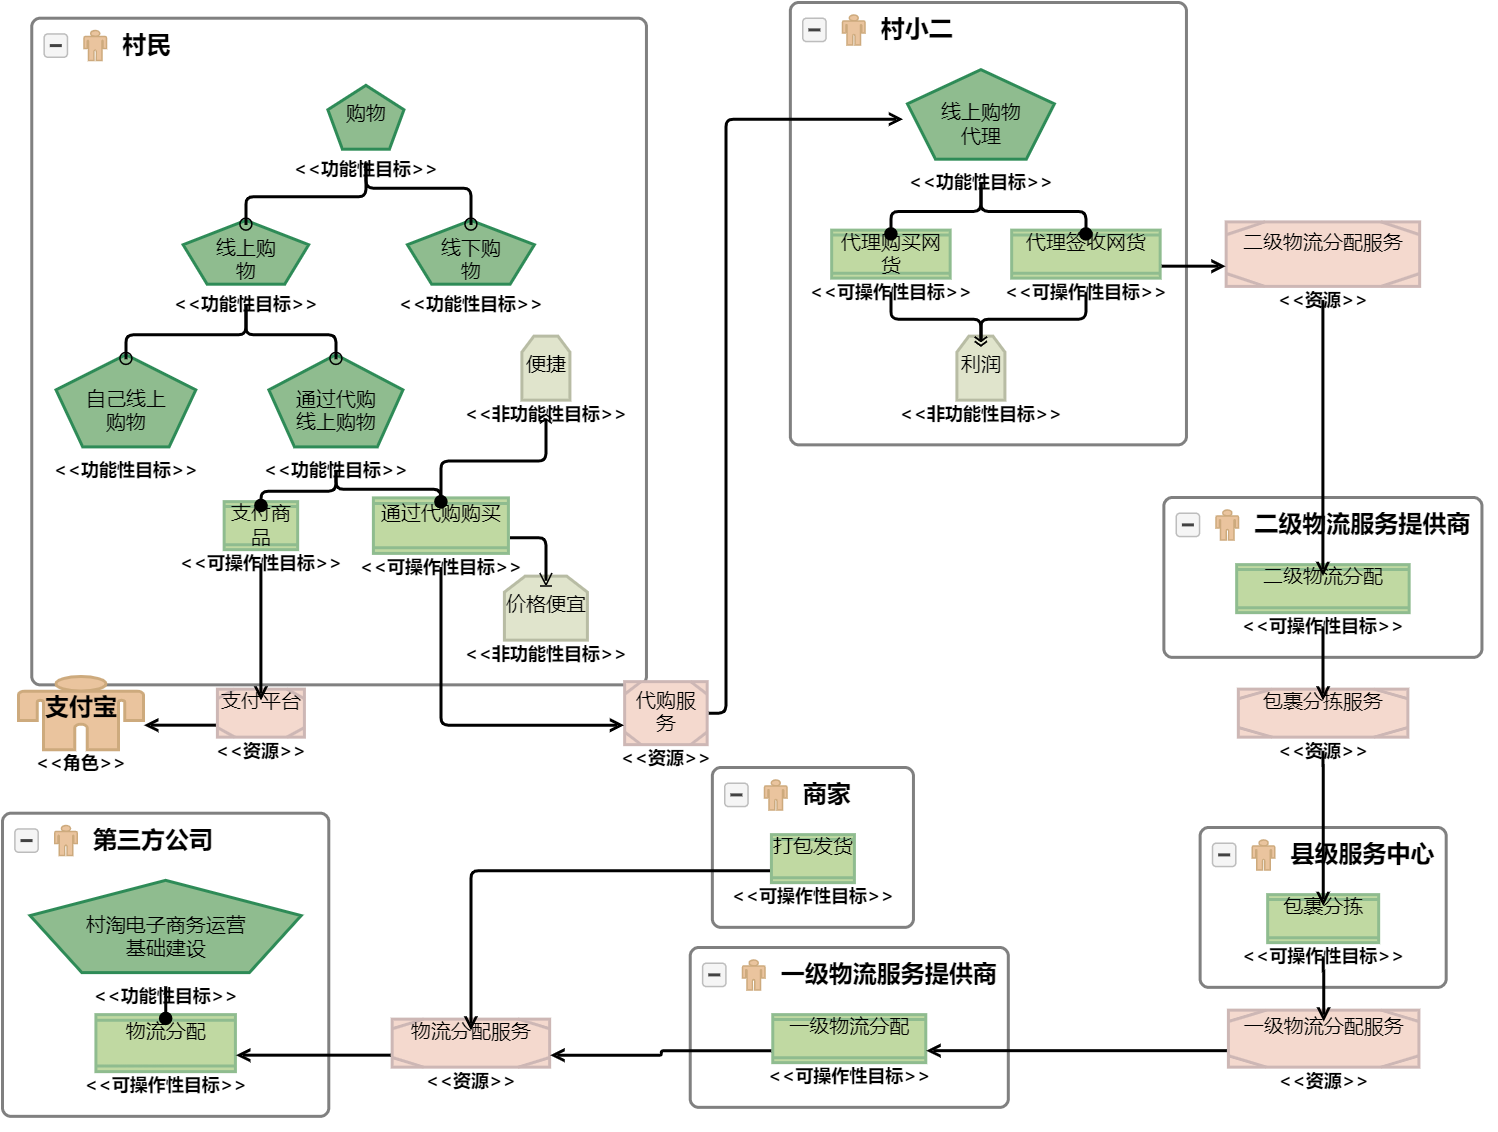 村民
购物
<<功能性目标>>
线上购
物
<<功能性目标>>
线下购
物
<<功能性目标>>
自己线上
购物
<<功能性目标>>
通过代购
线上购物
<<功能性目标>>
便捷
<<非功能性目标>>
支付商
品
<<可操作性目标>>
通过代购购买
<<可操作性目标>>
价格便宜
<<非功能性目标>>
支付宝
<<角色>>
支付平台
<<资源>>
代购服
务
<<资源>>
村小二
线上购物
代理
<<功能性目标>>
代理购买网
货
<<可操作性目标>>
代理签收网货
<<可操作性目标>>
利润
<<非功能性目标>>
二级物流分配服务
<<资源>>
二级物流服务提供商
二级物流分配
<<可操作性目标>>
包裹分拣服务
<<资源>>
县级服务中心
包裹分拣
<<可操作性目标>>
一级物流分配服务
<<资源>>
商家
打包发货
<<可操作性目标>>
一级物流服务提供商
一级物流分配
<<可操作性目标>>
物流分配服务
<<资源>>
第三方公司
村淘电子商务运营
基础建设
<<功能性目标>>
物流分配
<<可操作性目标>>